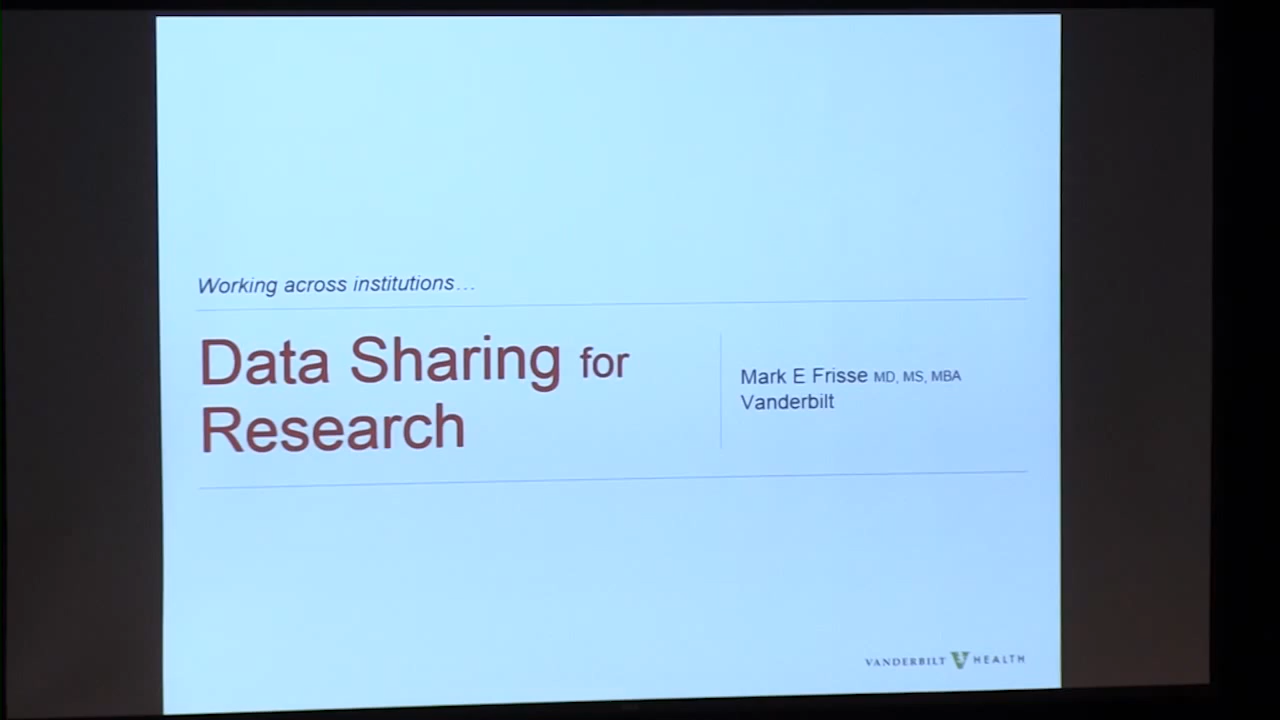 Working across institutions…
Data Sharing for
Research
Mark E Frisse MD, MS, MBA
Vanderbilt
VANDERBILT HEALTH